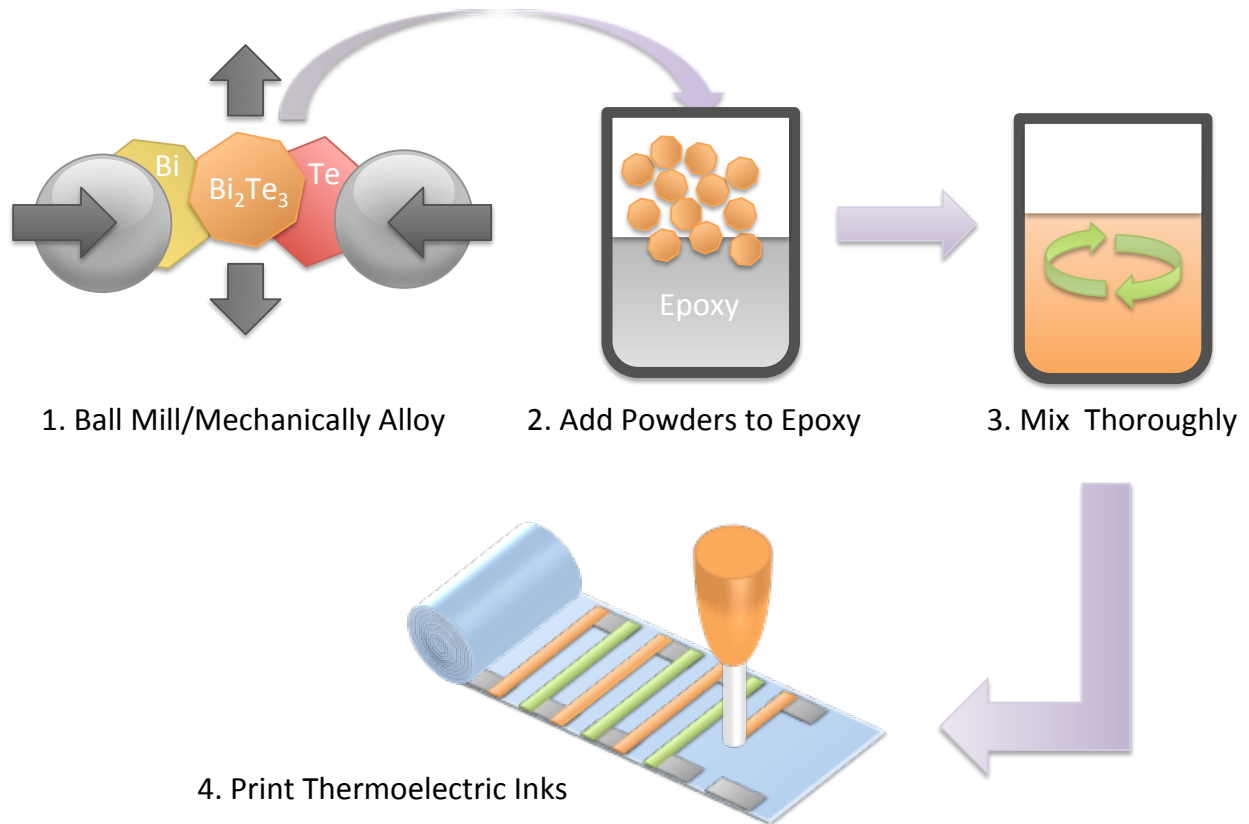 Bi
Bi₂Te₃
Te
Epoxy
1. Ball Mill/Mechanically Alloy
2. Add Powders to Epoxy
3. Mix  Thoroughly
4. Print Thermoelectric Inks